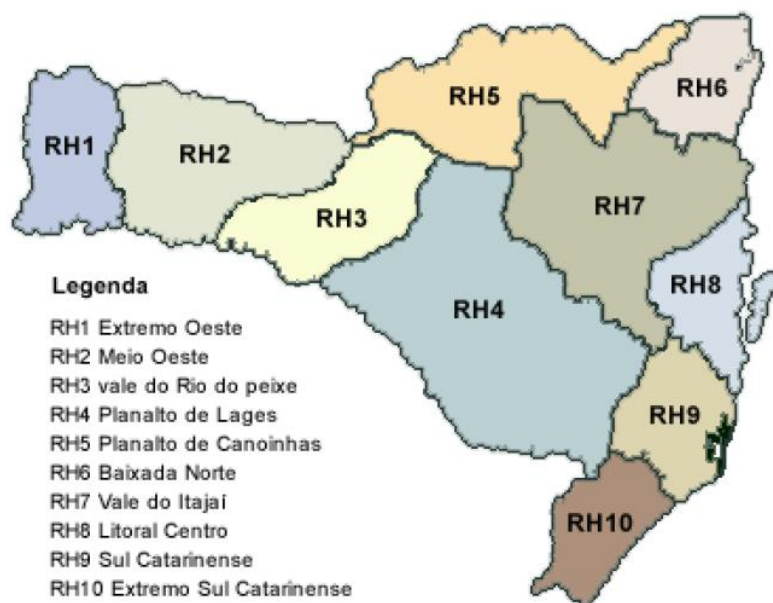 RH6
RH5
RH1
RH2
RH7
RH3
RH8
RH4
RH9
RH10
Legenda
RH1 Extremo Oeste
RH2 Meio Oeste
RH3 vale do Rio do peixe
RH4 Planalto de Lages
RH5 Planalto de Canoinhas
RH6 Baixada Norte
RH7 Vale do Itajaí
RH8 Litoral Centro
RH9 Sul Catarinense
RH10 Extremo Sul Catarinense